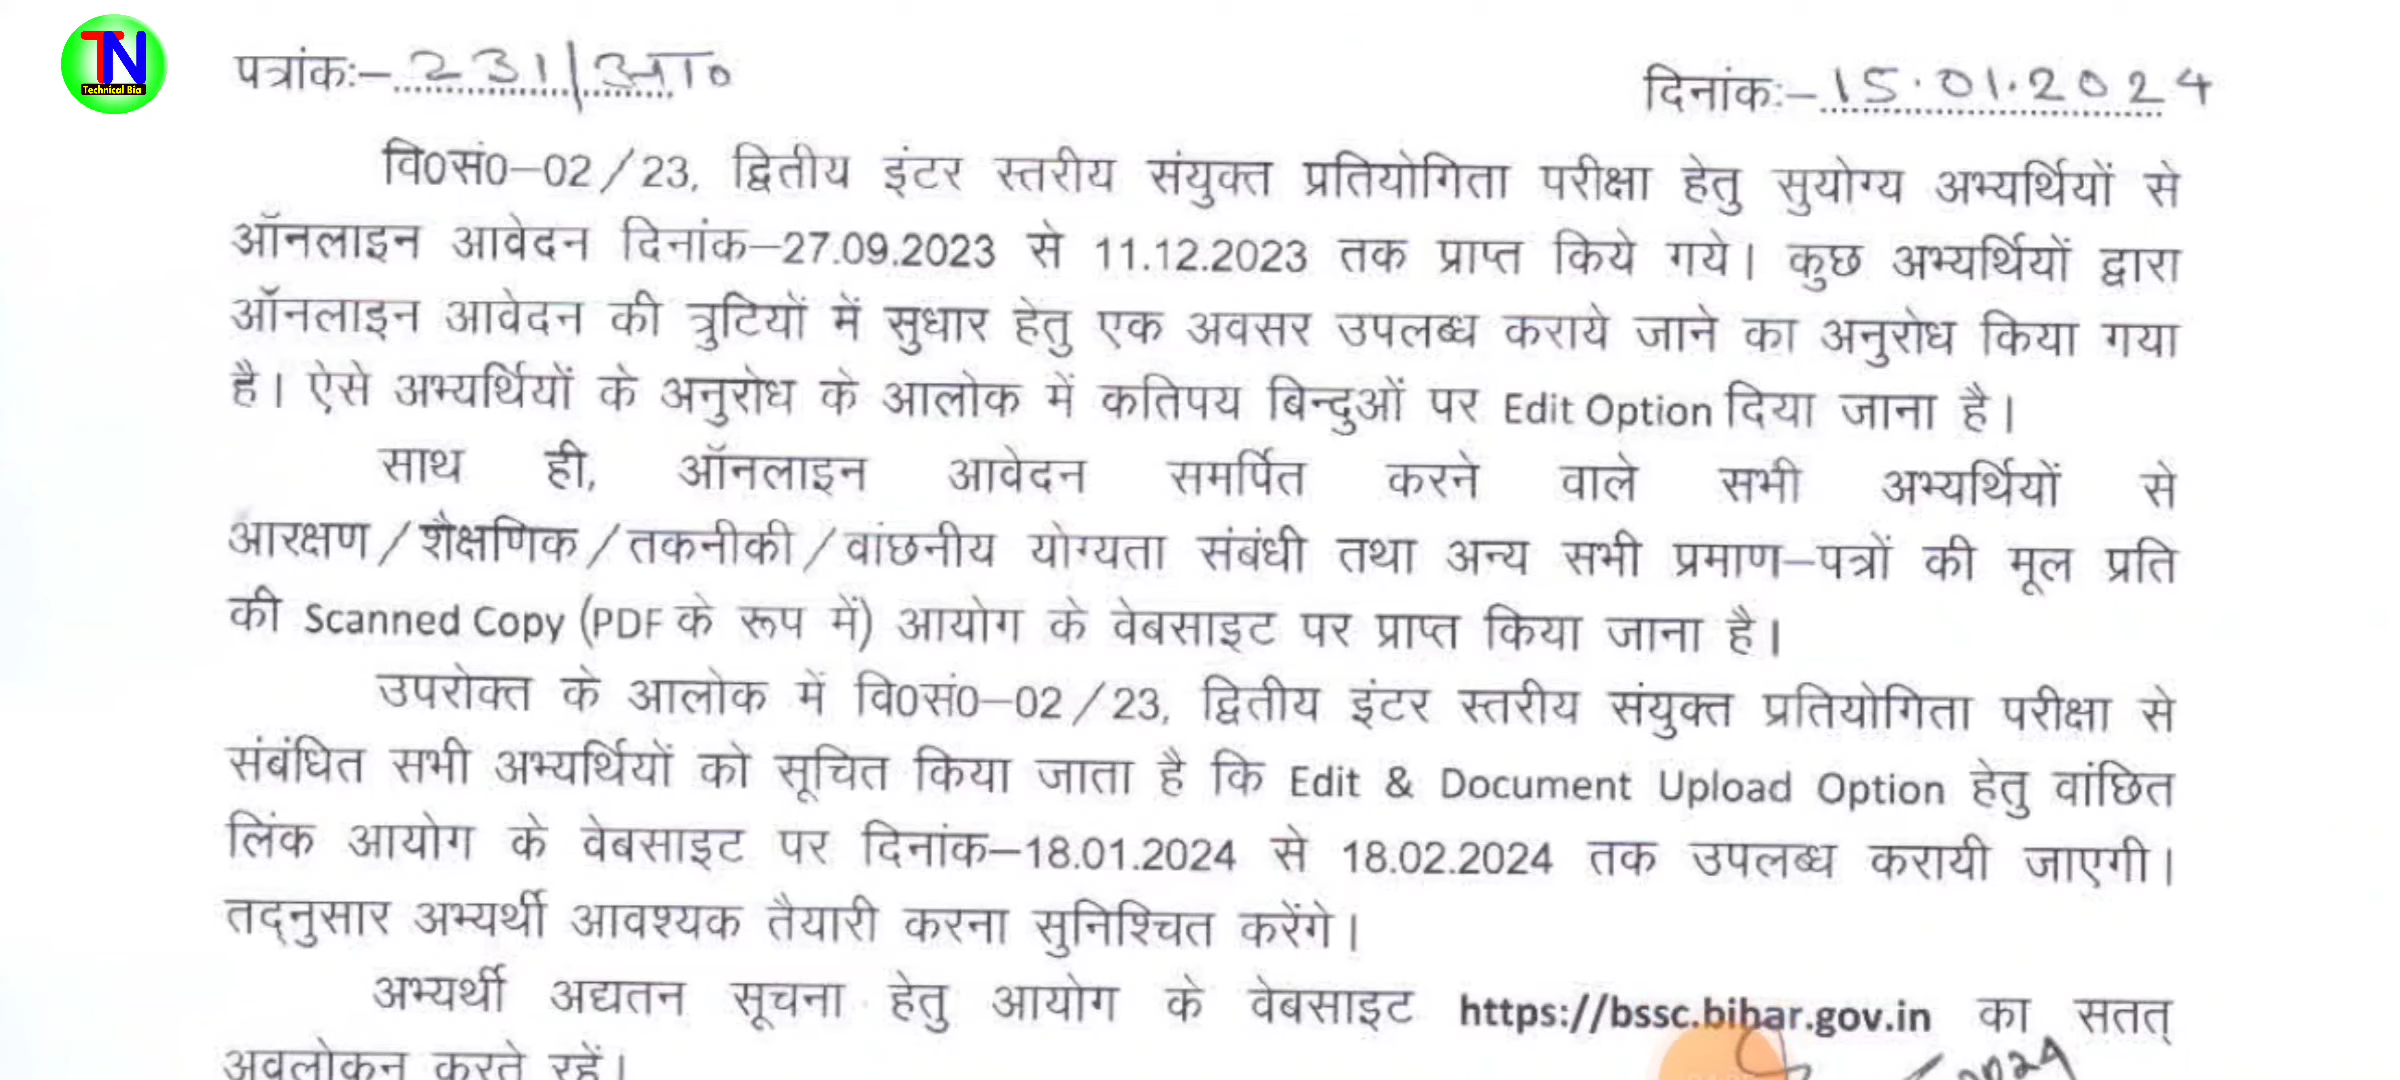 TN
Technical Bia
पत्रांकः–231/आ0
दिनांकः–15.01.2024
वि0सं0–02/23, द्वितीय इंटर स्तरीय संयुक्त प्रतियोगिता परीक्षा हेतु सुयोग्य अभ्यर्थियों से
ऑनलाइन आवेदन दिनांक–27.09.2023 से 11.12.2023 तक प्राप्त किये गये। कुछ अभ्यर्थियों द्वारा
ऑनलाइन आवेदन की त्रुटियों में सुधार हेतु एक अवसर उपलब्ध कराये जाने का अनुरोध किया गया
है। ऐसे अभ्यर्थियों के अनुरोध के आलोक में कतिपय बिन्दुओं पर Edit Option दिया जाना है।
साथ ही, ऑनलाइन आवेदन समर्पित करने वाले सभी अभ्यर्थियों से
आरक्षण/शैक्षणिक/तकनीकी/वांछनीय योग्यता संबंधी तथा अन्य सभी प्रमाण–पत्रों की मूल प्रति
की Scanned Copy (PDF के रूप में) आयोग के वेबसाइट पर प्राप्त किया जाना है।
उपरोक्त के आलोक में वि0सं0–02/23, द्वितीय इंटर स्तरीय संयुक्त प्रतियोगिता परीक्षा से
संबंधित सभी अभ्यर्थियों को सूचित किया जाता है कि Edit & Document Upload Option हेतु वांछित
लिंक आयोग के वेबसाइट पर दिनांक–18.01.2024 से 18.02.2024 तक उपलब्ध करायी जाएगी।
तद्नुसार अभ्यर्थी आवश्यक तैयारी करना सुनिश्चित करेंगे।
अभ्यर्थी अद्यतन सूचना हेतु आयोग के वेबसाइट https://bssc.bihar.gov.in का सतत्
अवलोकन करते रहें।